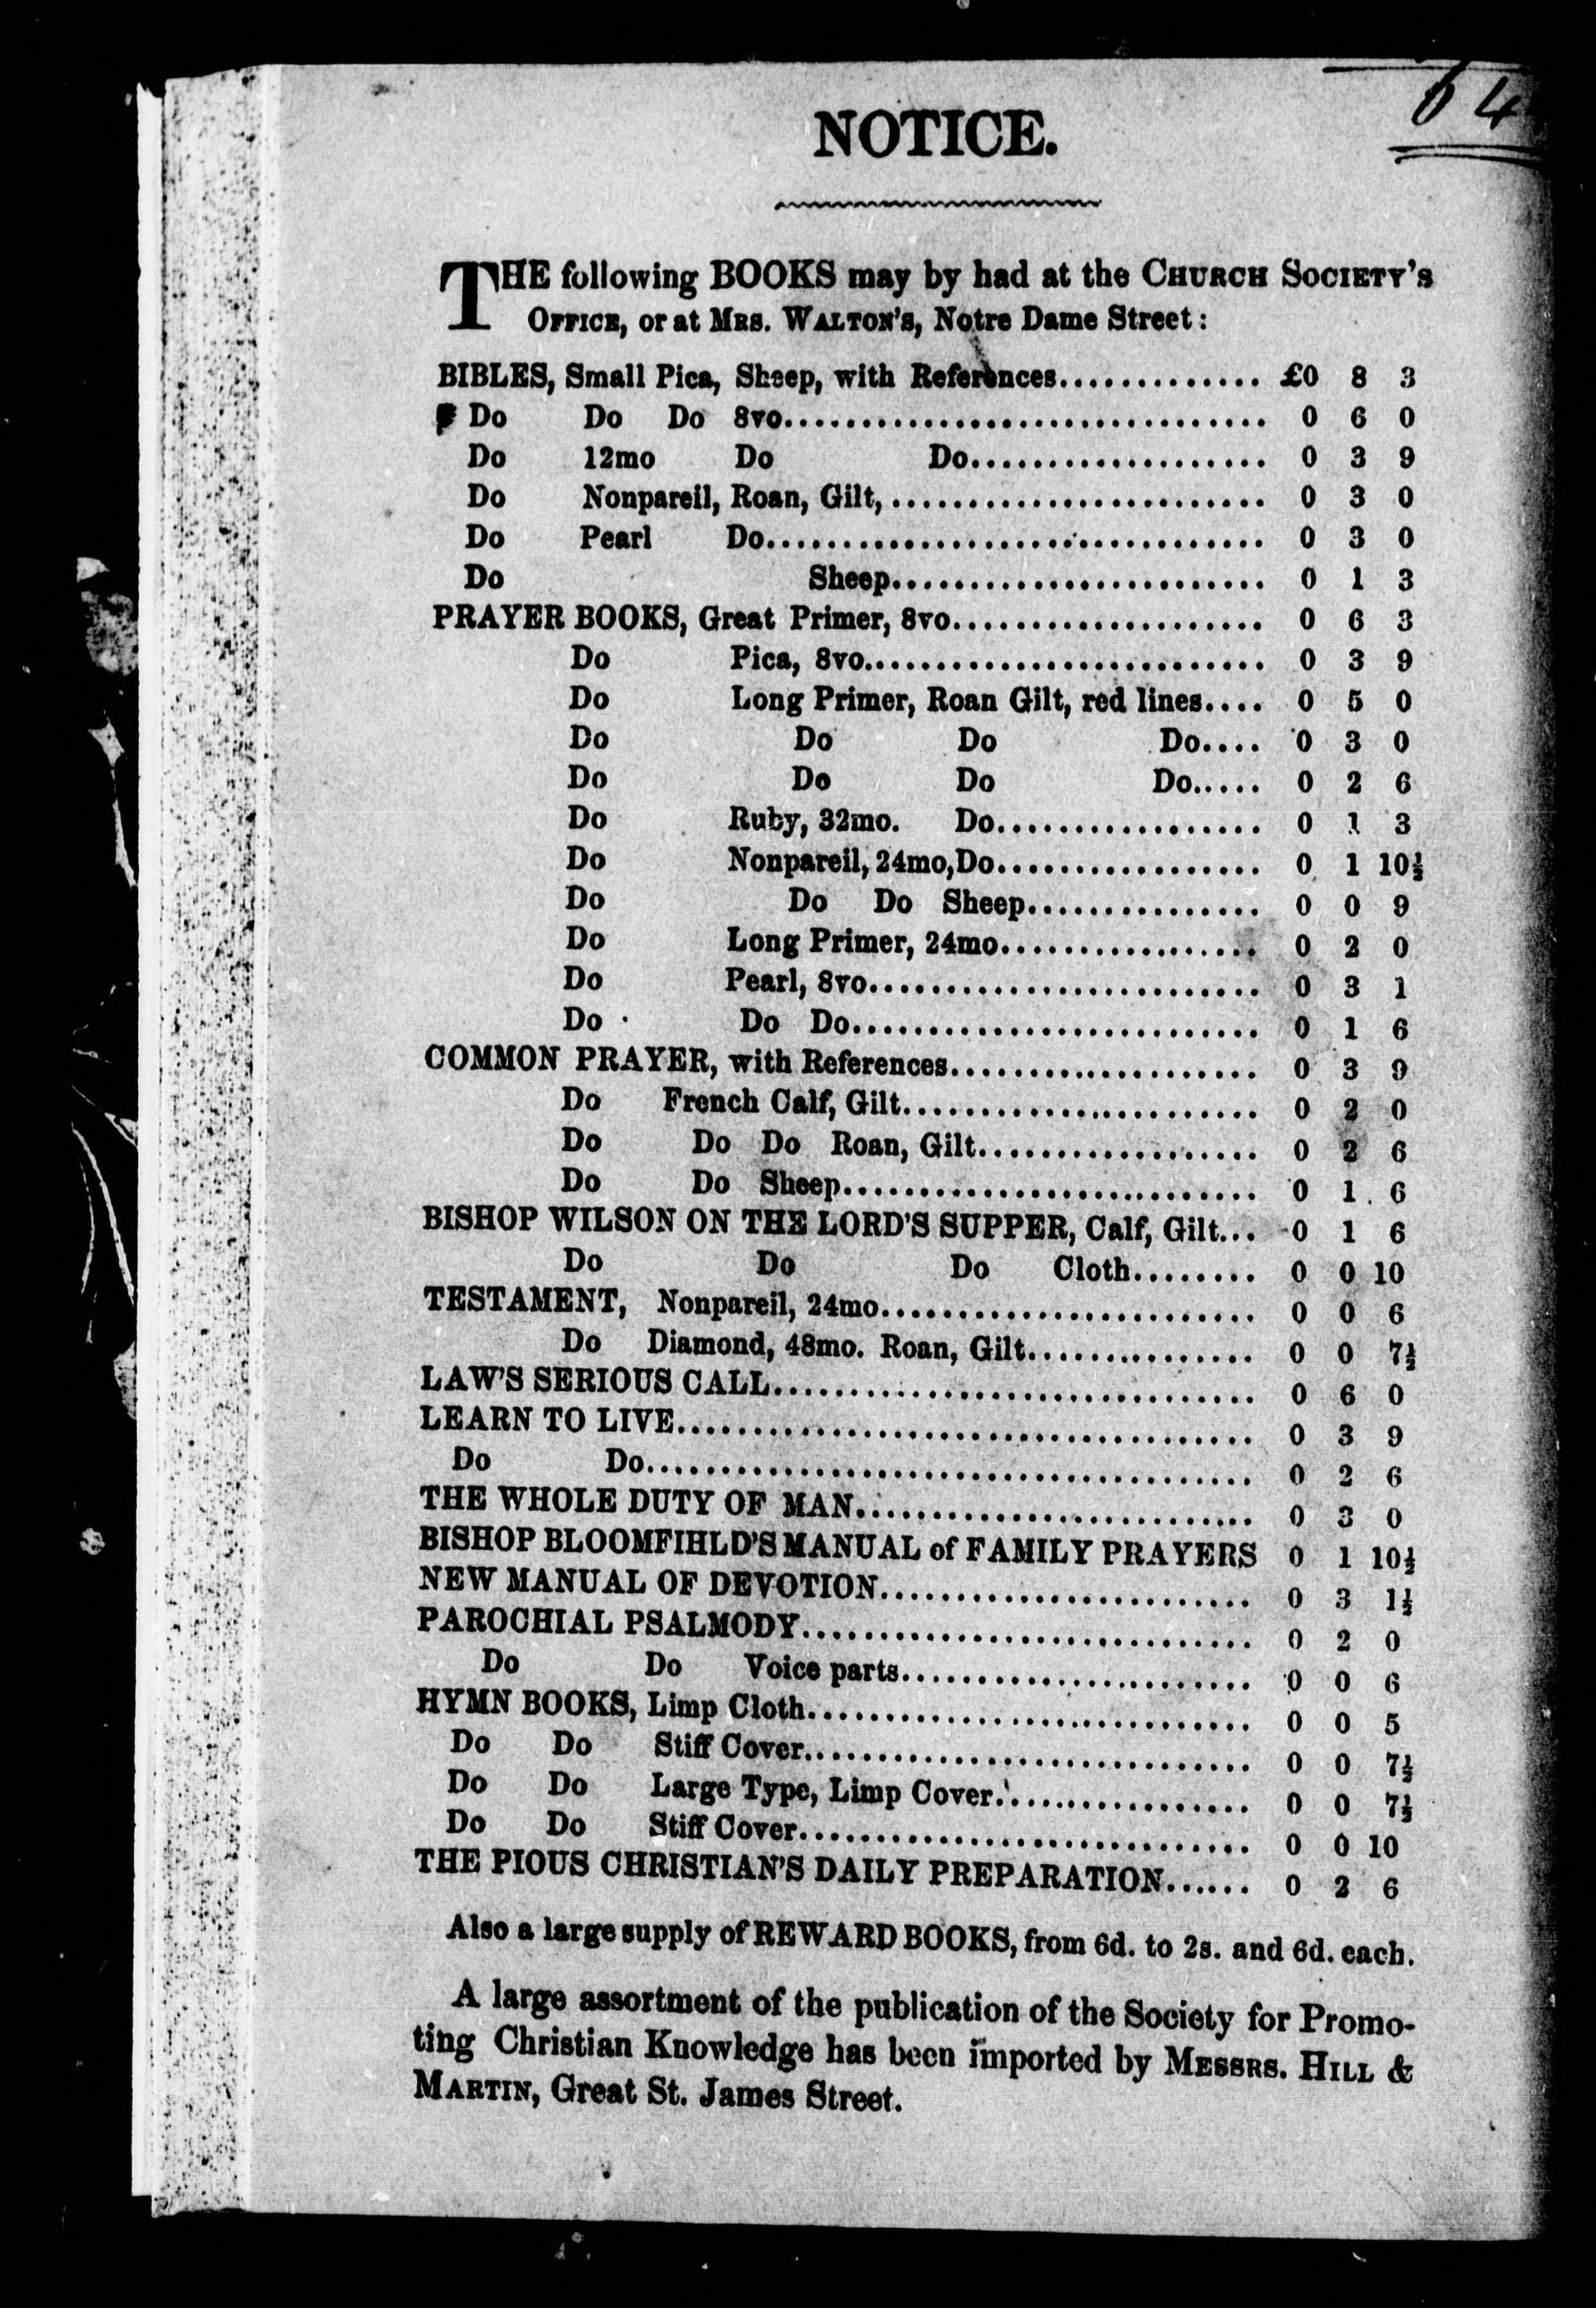 64
NOTICE.
THE following BOOKS may by had at the CHURCH SOCIETY'S
OFFICE, or at MRS. WALTON'S, Notre Dame Street:
BIBLES, Small Pica, Sheep, with References.............. £0 8 3
Do Do Do 8vo................................ 0 6 0
Do 12mo Do Do.................... 0 3 9
Do Nonpareil, Roan, Gilt, ......................... 0 3 0
Do Pearl Do................................. 0 3 0
Do Sheep......................... 0 1 3
PRAYER BOOKS, Great Primer, 8vo..................... 0 6 3
Do Pica, 8vo........................... 0 3 9
Do Long Primer, Roan Gilt, red lines.... 0 5 0
Do Do Do Do.... 0 3 0
Do Do Do Do..... 0 2 6
Do Ruby, 32mo. Do.................. 0 1 3
Do Nonpareil, 24mo, Do.................. 0 1 10½
Do Do Do Sheep................ 0 0 9
Do Long Primer, 24mo................. 0 2 0
Do Pearl, 8vo.......................... 0 3 1
Do Do Do........................... 0 1 6
COMMON PRAYER, with References.................... 0 3 9
Do French Calf, Gilt........................ 0 2 0
Do Do Do Roan, Gilt................... 0 2 6
Do Do Sheep............................ 0 1 6
BISHOP WILSON ON THE LORD'S SUPPER, Calf, Gilt... 0 1 6
Do Do Do Cloth........ 0 0 10
TESTAMENT, Nonpareil, 24mo......................... 0 0 6
Do Diamond, 48mo. Roan, Gilt............... 0 0 7½
LAW'S SERIOUS CALL................................ 0 6 0
LEARN TO LIVE...................................... 0 3 9
Do Do........................................ 0 2 6
THE WHOLE DUTY OF MAN.......................... 0 3 0
BISHOP BLOOMFIHLD'S MANUAL of FAMILY PRAYERS 0 1 10½
NEW MANUAL OF DEVOTION......................... 0 3 1½
PAROCHIAL PSALMODY.............................. 0 2 0
Do Do Voice parts....................... 0 0 6
HYMN BOOKS, Limp Cloth............................. 0 0 5
Do Do Stiff Cover............................. 0 0 7½
Do Do Large Type, Limp Cover................. 0 0 7½
Do Do Stiff Cover.............................. 0 0 10
THE PIOUS CHRISTIAN'S DAILY PREPARATION...... 0 2 6
Also a large supply of REWARD BOOKS, from 6d. to 2s. and 6d. each.
A large assortment of the publication of the Society for Promo-
ting Christian Knowledge has been imported by MESSRS. HILL &
MARTIN, Great St. James Street.